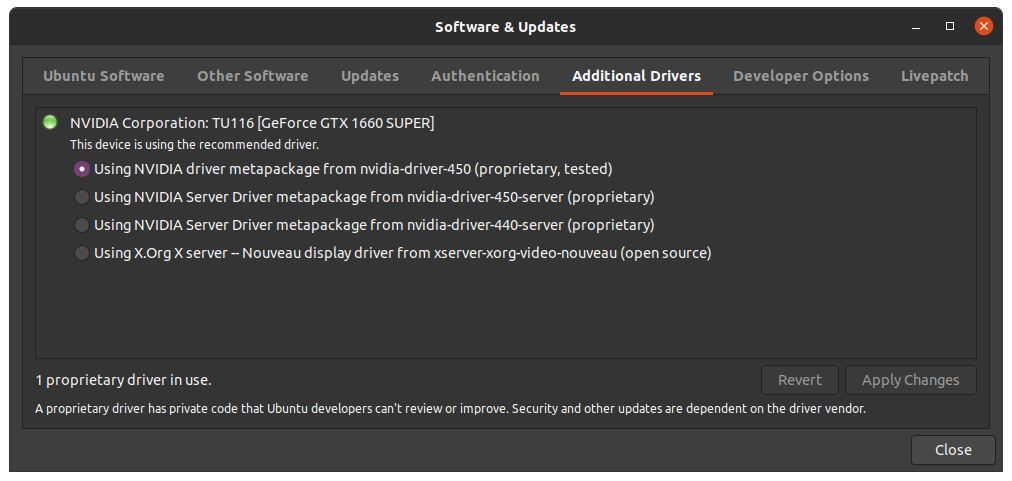 Software & Updates
Ubuntu Software Other Software Updates Authentication Additional Drivers Developer Options Livepatch
NVIDIA Corporation: TU116 [GeForce GTX 1660 SUPER]
This device is using the recommended driver.
Using NVIDIA driver metapackage from nvidia-driver-450 (proprietary, tested)
Using NVIDIA Server Driver metapackage from nvidia-driver-450-server (proprietary)
Using NVIDIA Server Driver metapackage from nvidia-driver-440-server (proprietary)
Using X.Org X server -- Nouveau display driver from xserver-xorg-video-nouveau (open source)
1 proprietary driver in use.
Revert Apply Changes
A proprietary driver has private code that Ubuntu developers can't review or improve. Security and other updates are dependent on the driver vendor.
Close